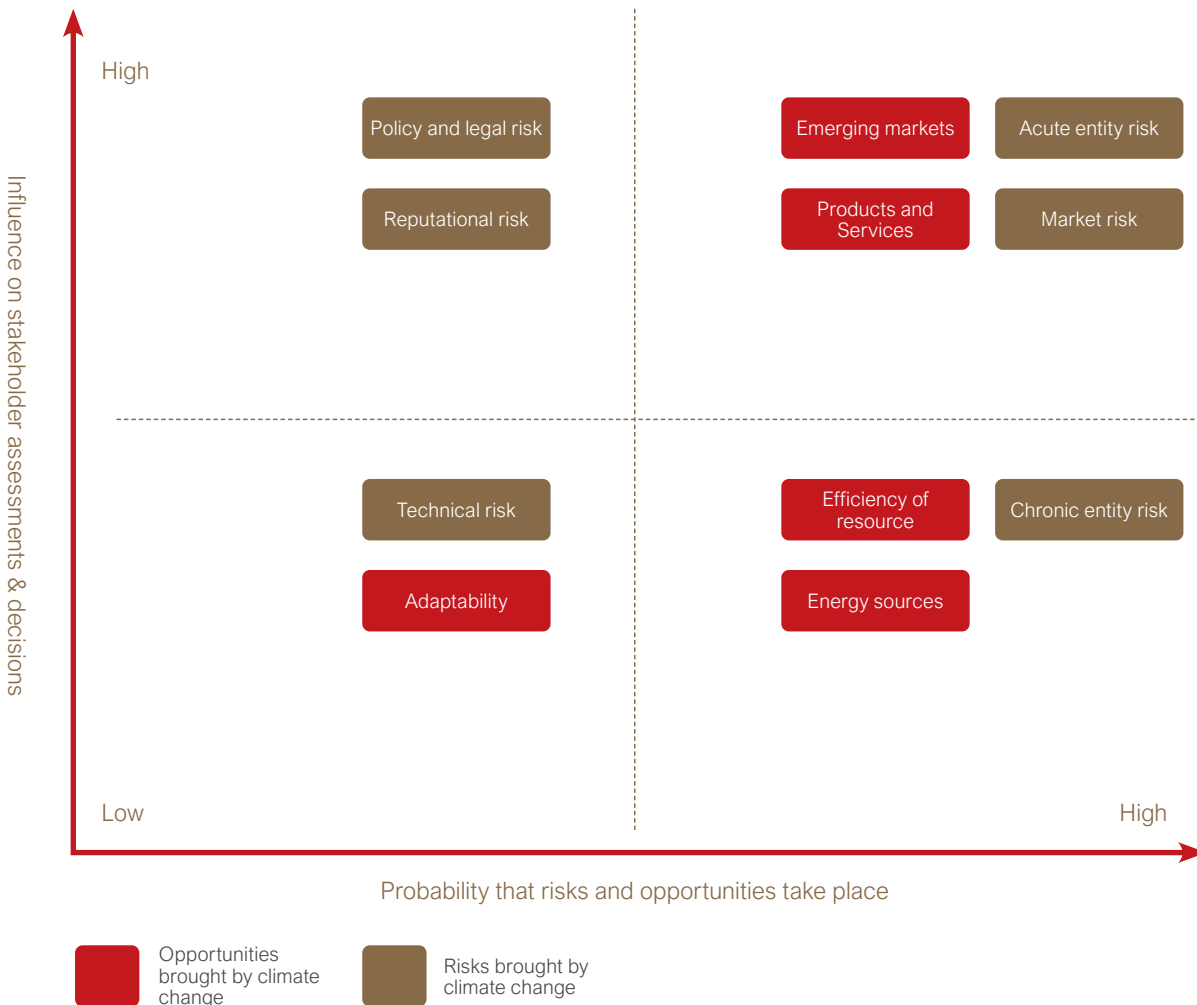 High
Policy and legal risk
Emerging markets
Acute entity risk
Reputational risk
Products and
Services
Market risk
Influence on stakeholder assessments & decisions
Technical risk
Efficiency of
resource
Chronic entity risk
Adaptability
Energy sources
Low
High
Probability that risks and opportunities take place
Opportunities
brought by climate
change
Risks brought by
climate change